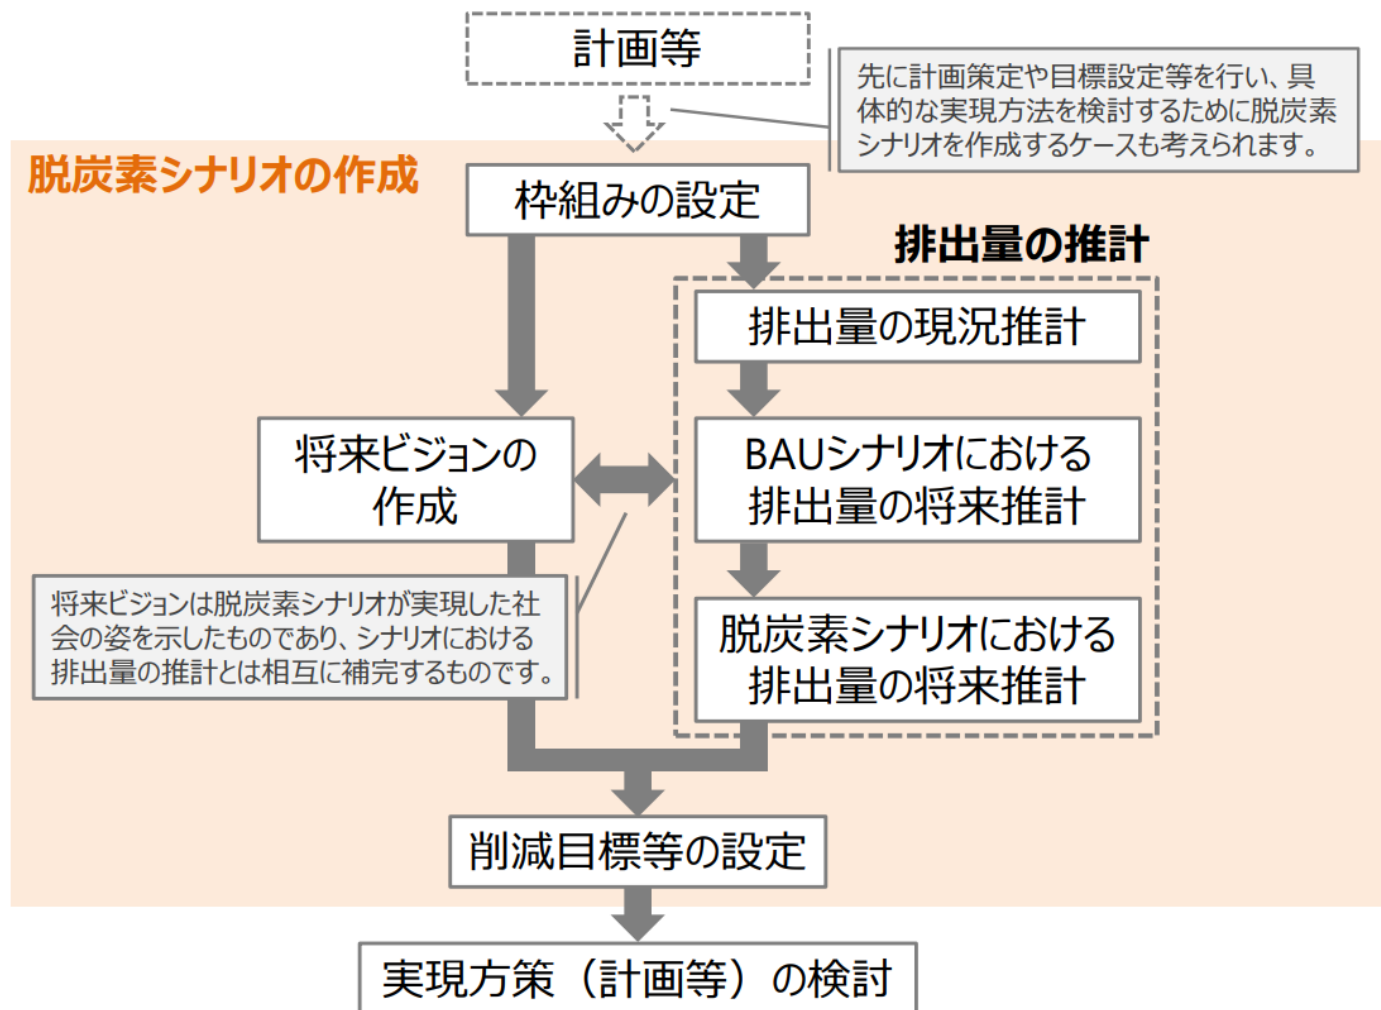 計画等
先に計画策定や目標設定等を行い、具
体的な実現方法を検討するために脱炭素
シナリオを作成するケースも考えられます。
脱炭素シナリオの作成
枠組みの設定
排出量の推計
排出量の現況推計
将来ビジョンの
作成
BAUシナリオにおける
排出量の将来推計
将来ビジョンは脱炭素シナリオが実現した社
会の姿を示したものであり、シナリオにおける
排出量の推計とは相互に補完するものです。
脱炭素シナリオにおける
排出量の将来推計
削減目標等の設定
実現方策（計画等）の検討